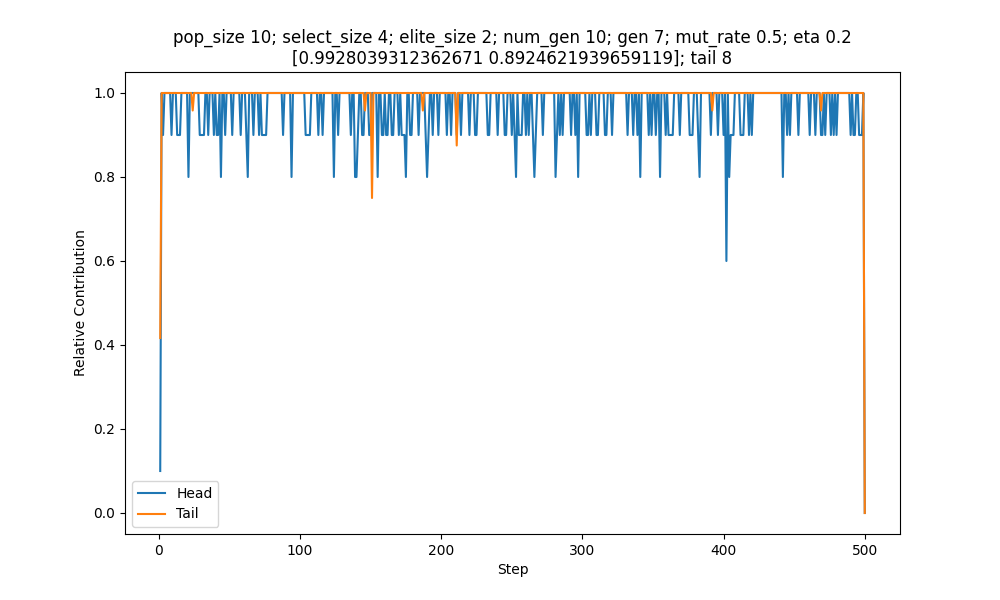 pop_size 10; select_size 4; elite_size 2; num_gen 10; gen 7; mut_rate 0.5; eta 0.2
[0.9928039312362671 0.8924621939659119]; tail 8
1.0
0.8
0.6
0.4
0.2
0.0
Relative Contribution
Head
Tail
0
100
200
300
400
500
Step